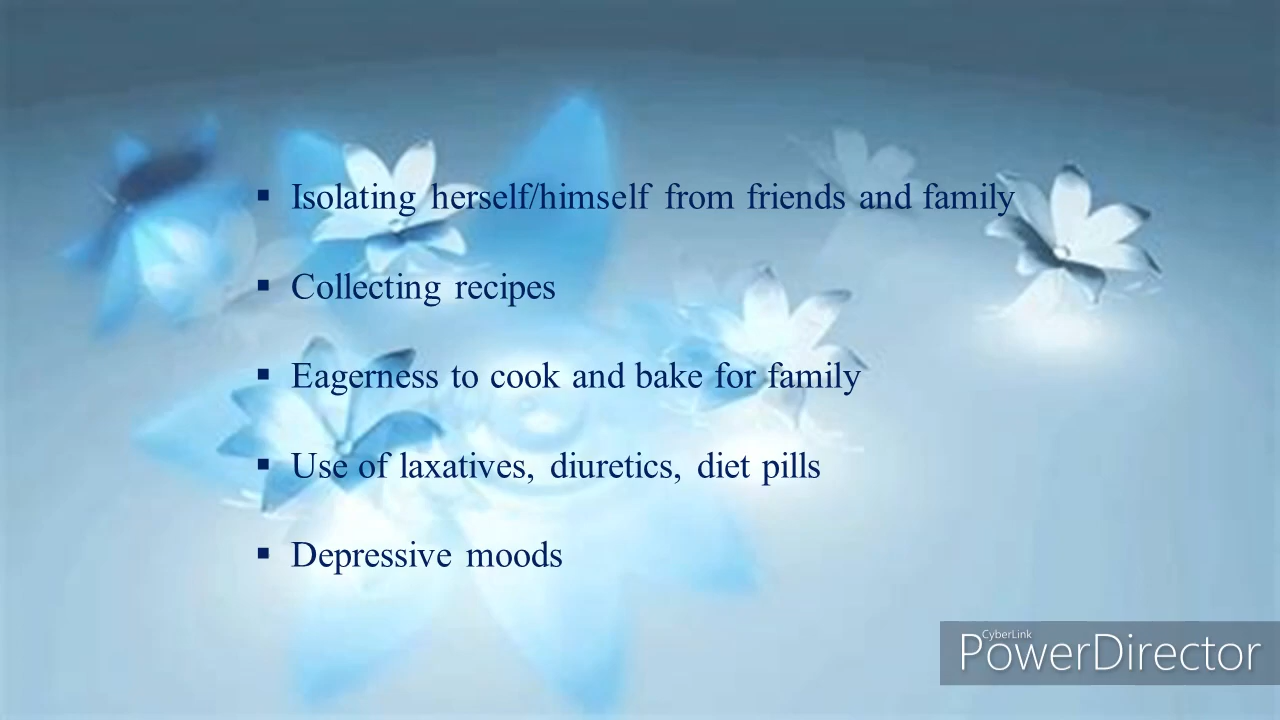 ▪ Isolating herself/himself from friends and family
▪ Collecting recipes
▪ Eagerness to cook and bake for family
▪ Use of laxatives, diuretics, diet pills
▪ Depressive moods
CyberLink
PowerDirector